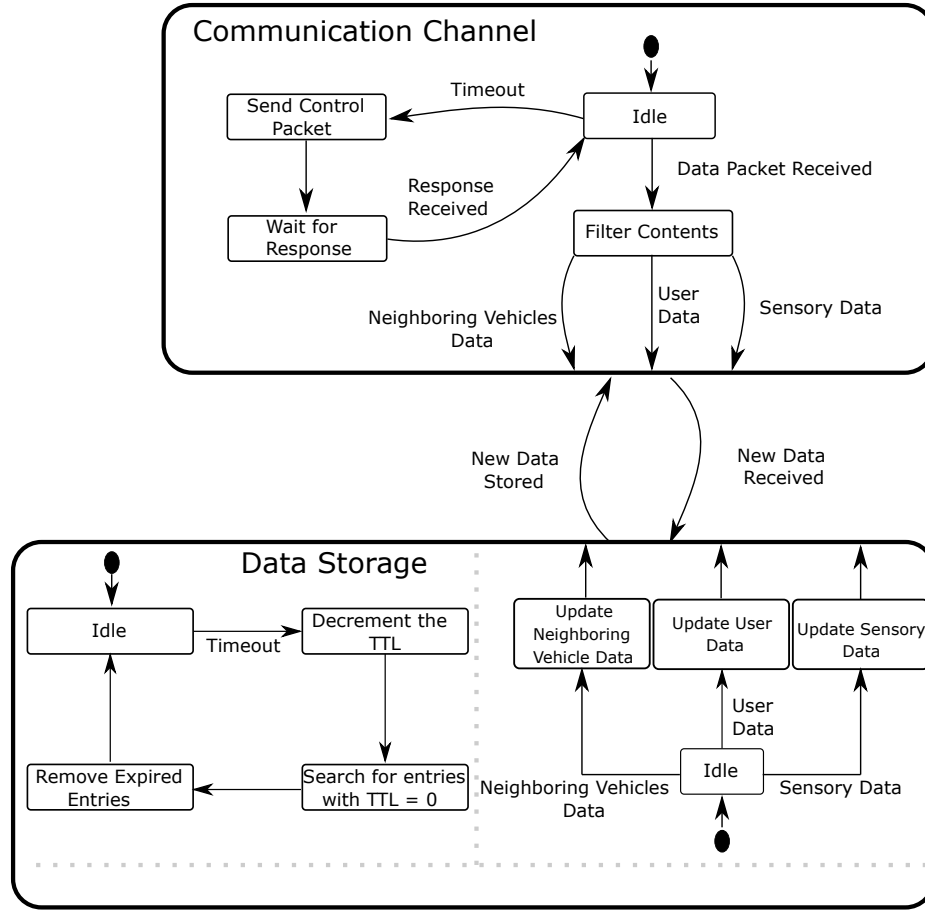 Communication Channel
Timeout
Send Control
Packet
Idle
Data Packet Received
Response
Received
Wait for
Response
Filter Contents
User
Data
Sensory Data
Neighboring Vehicles
Data
New Data
Stored
New Data
Received
Data Storage
Idle
Timeout
Decrement the
TTL
Remove Expired
Entries
Search for entries
with TTL = 0
Update
Neighboring
Vehicle Data
Update User
Data
Update Sensory
Data
User
Data
Idle
Neighboring Vehicles
Data
Sensory Data